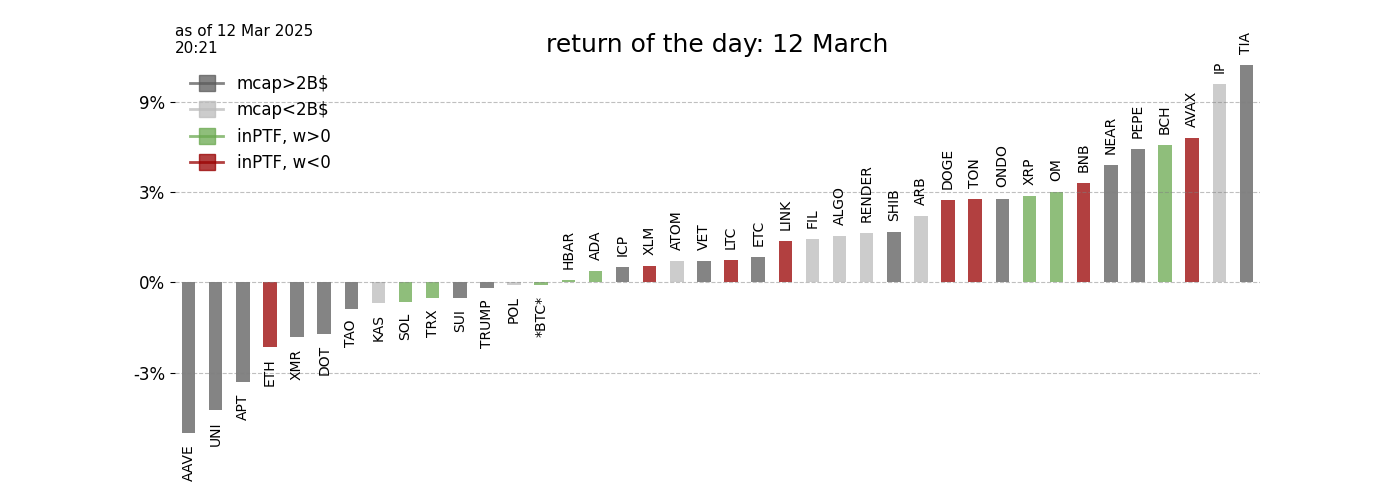 as of 12 Mar 2025
20:21
return of the day: 12 March
mcap>2B$
mcap<2B$
inPTF, w>0
inPTF, w<0
9%
3%
0%
-3%
AAVE
UNI
APT
ETH
XMR
DOT
TAO
KAS
SOL
TRX
SUI
TRUMP
POL
*BTC*
HBAR
ADA
ICP
XLM
ATOM
VET
LTC
ETC
LINK
FIL
ALGO
RENDER
SHIB
ARB
DOGE
TON
ONDO
XRP
OM
BNB
NEAR
PEPE
BCH
AVAX
IP
TIA